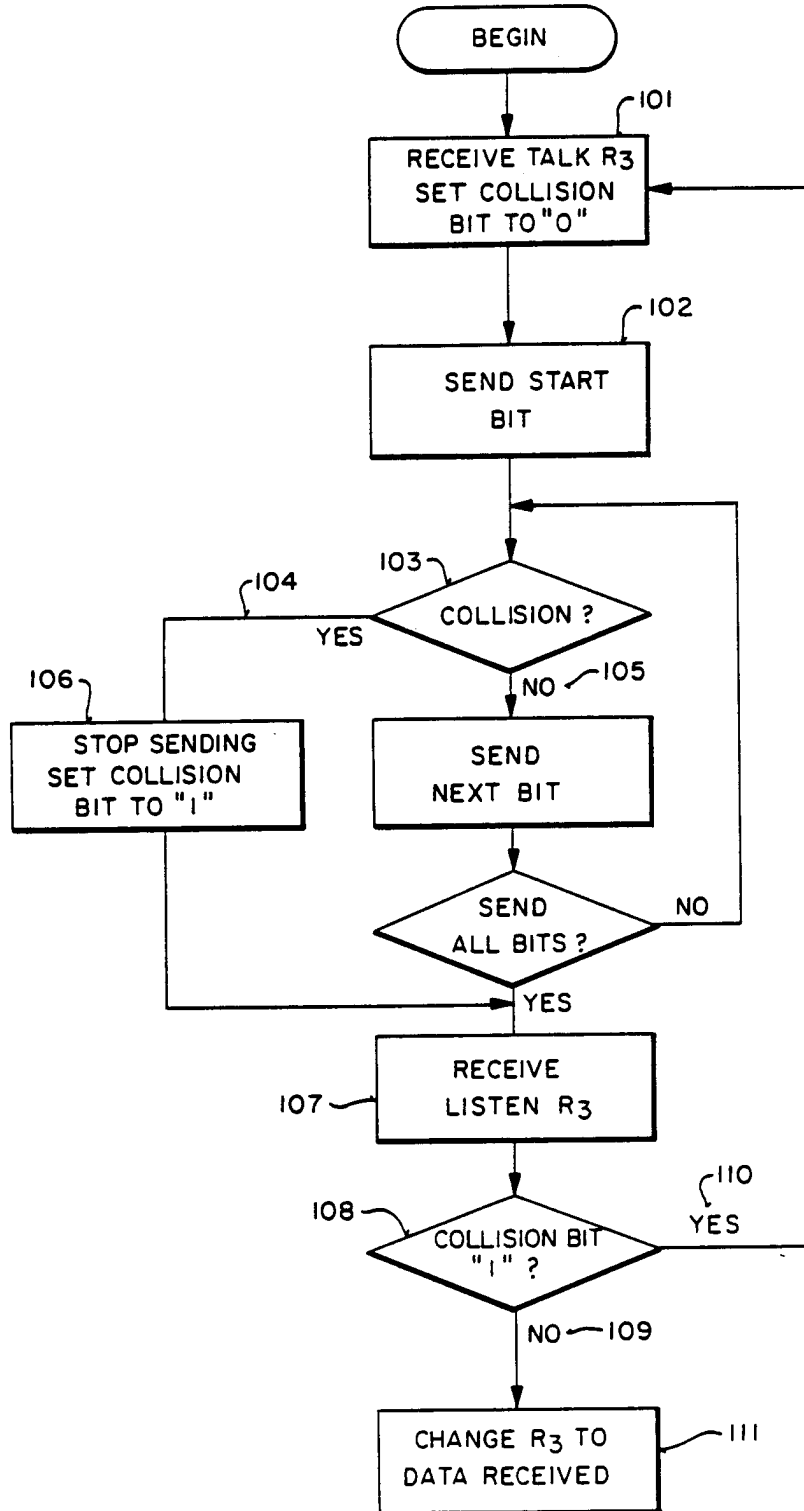 BEGIN
101
RECEIVE TALK R3
SET COLLISION
BIT TO "0"
102
SEND START
BIT
103
COLLISION ?
104
YES
NO 105
106
STOP SENDING
SET COLLISION
BIT TO "1"
SEND
NEXT BIT
SEND
ALL BITS ?
NO
YES
107
RECEIVE
LISTEN R3
108
COLLISION BIT
"1" ?
110
YES
NO 109
CHANGE R3 TO
DATA RECEIVED
111